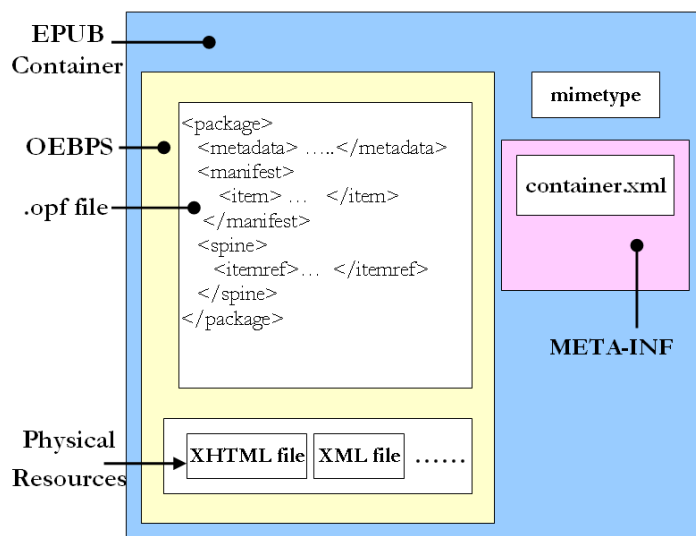 EPUB
Container
mimetype
OEBPS
<package>
<metadata> …..</metadata>
<manifest>
<item> … </item>
</manifest>
<spine>
<itemref>… </itemref>
</spine>
</package>
.opf file
container.xml
META-INF
Physical
Resources
XHTML file
XML file
……